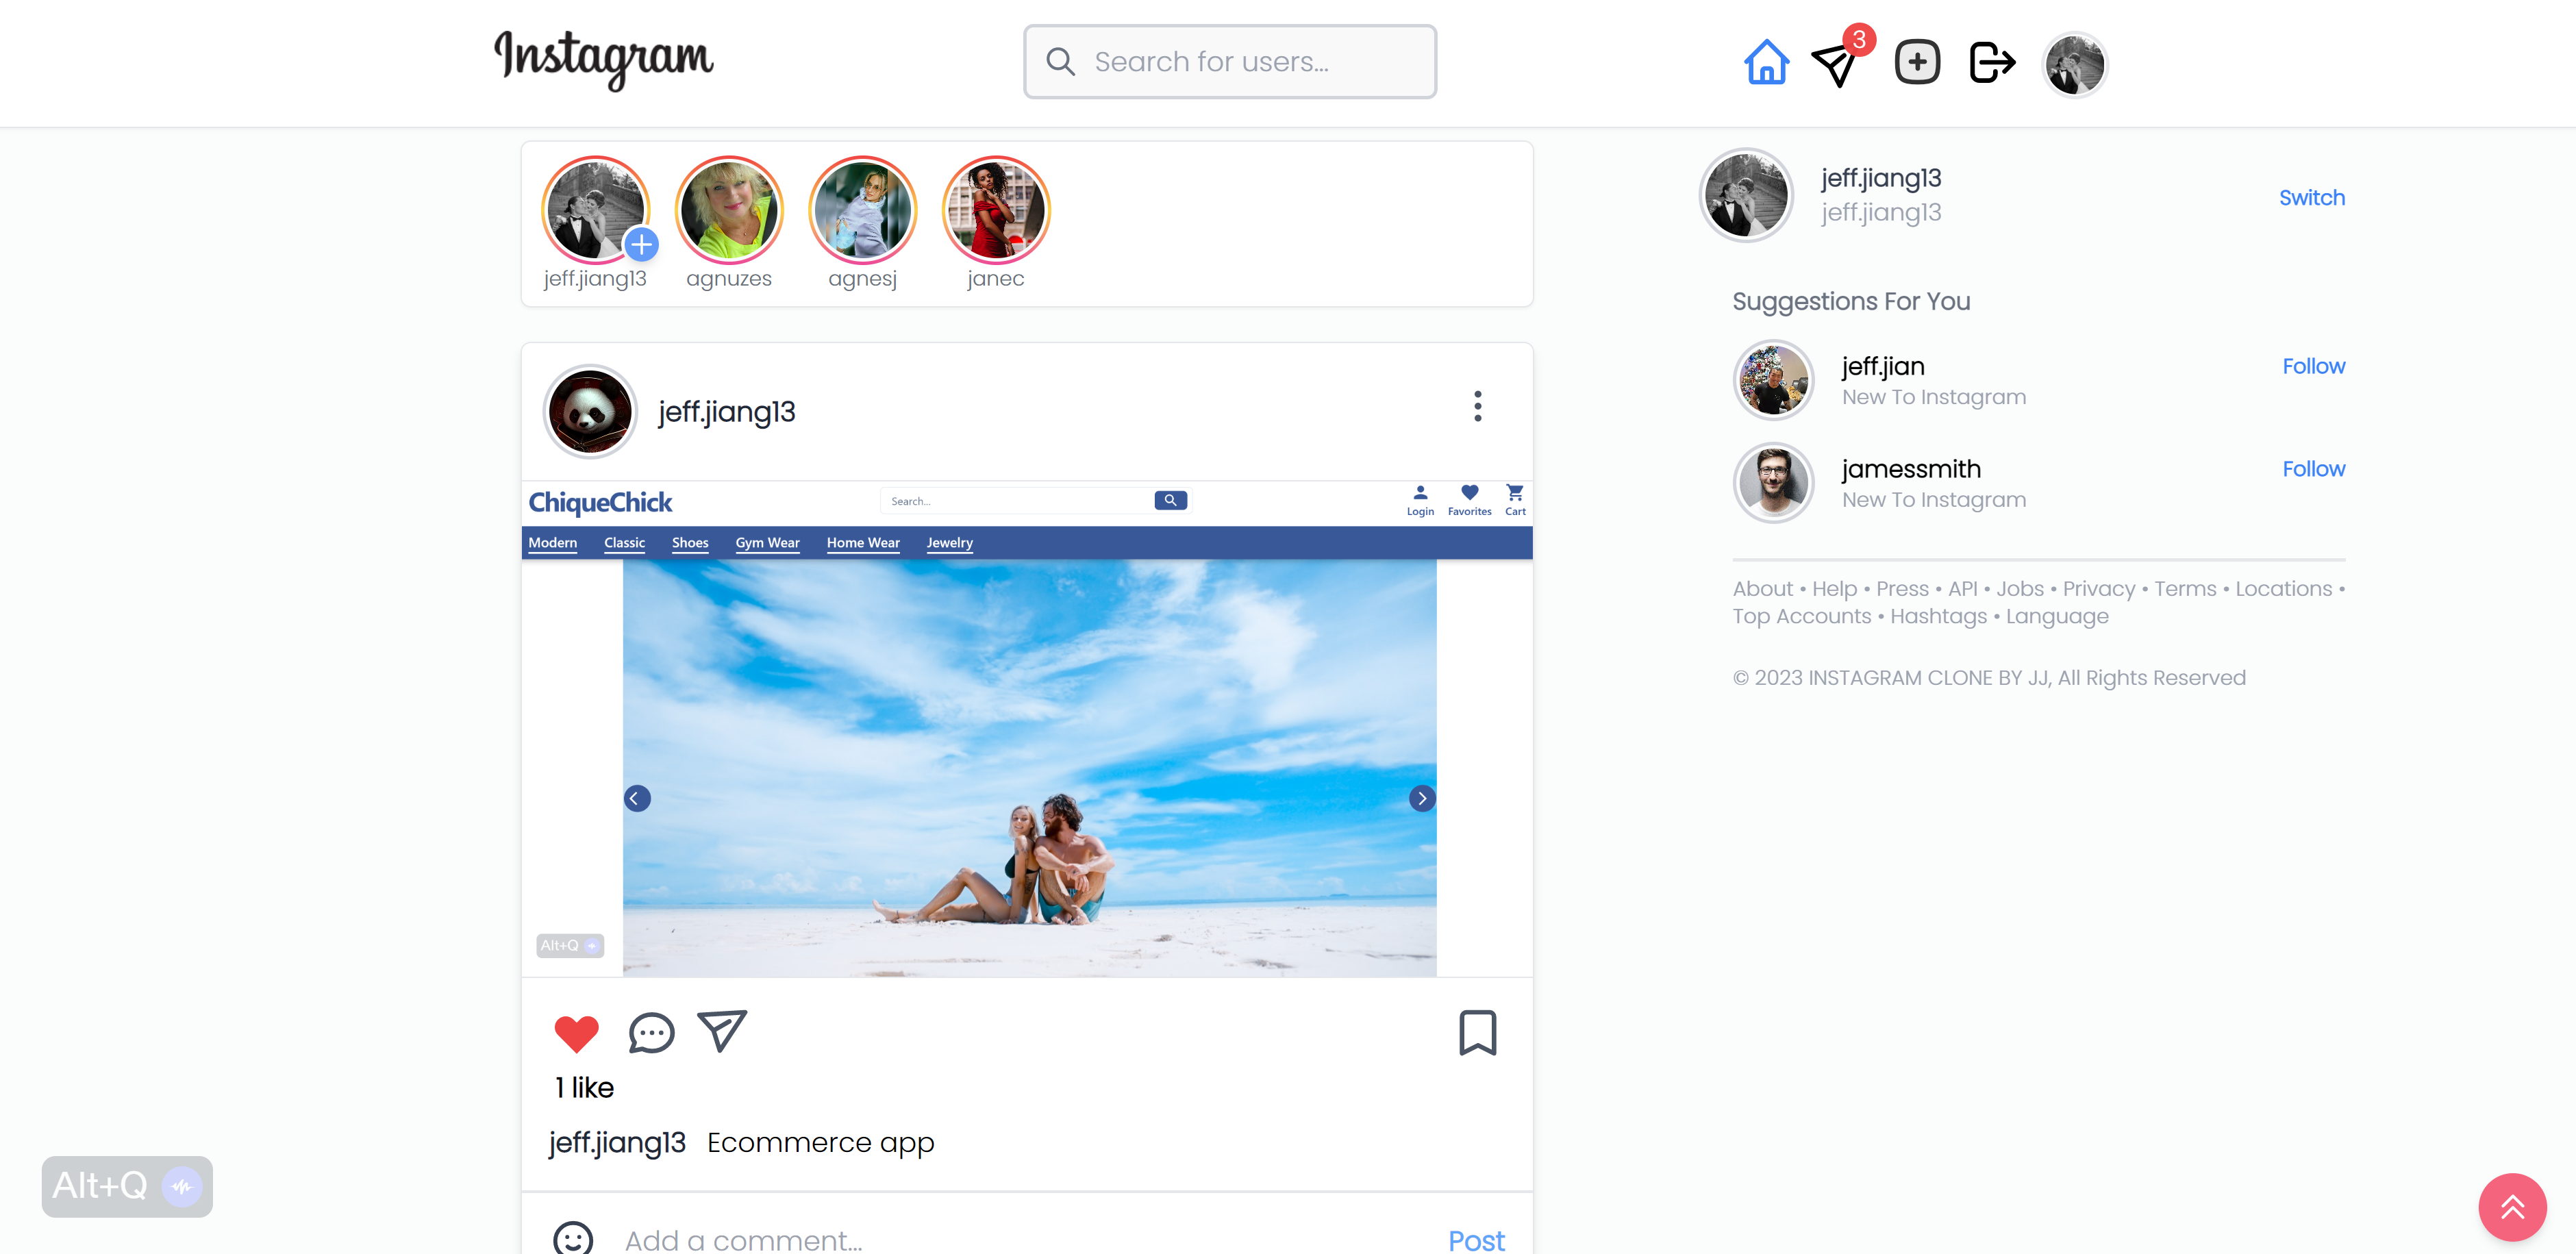 Instagram
Search for users...
3
jeff.jiang13
agnuzes
agnesj
janec
jeff.jiang13
jeff.jiang13
Switch
Suggestions For You
jeff.jian
New To Instagram
Follow
jamessmith
New To Instagram
Follow
About • Help • Press • API • Jobs • Privacy • Terms • Locations •
Top Accounts • Hashtags • Language
© 2023 INSTAGRAM CLONE BY JJ, All Rights Reserved
jeff.jiang13
ChiqueChick
Search...
Login
Favorites
Cart
Modern
Classic
Shoes
Gym Wear
Home Wear
Jewelry
Alt+Q
1 like
jeff.jiang13 Ecommerce app
Add a comment...
Post
Alt+Q